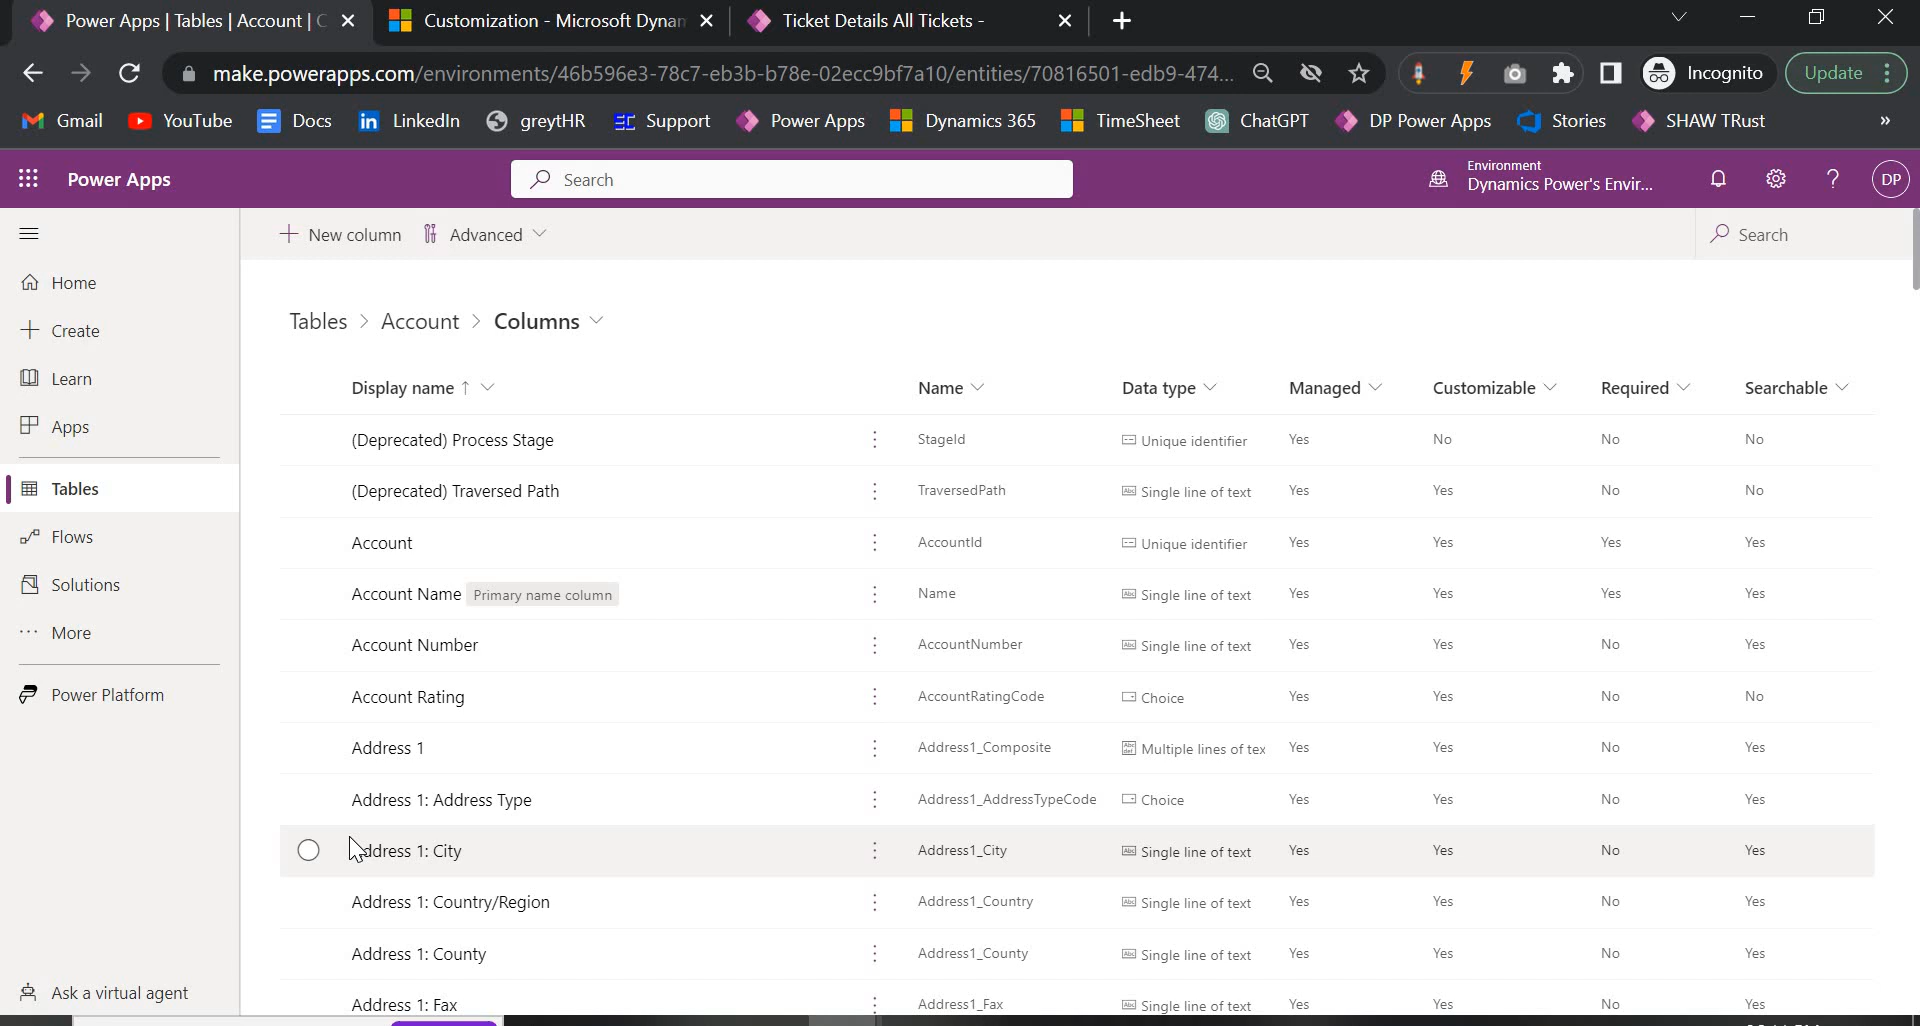 Power Apps | Tables | Account | C
Customization - Microsoft Dynam
Ticket Details All Tickets -
make.powerapps.com/environments/46b596e3-78c7-eb3b-b78e-02ecc9bf7a10/entities/70816501-edb9-474...
Incognito
Update
Gmail
YouTube
Docs
LinkedIn
greytHR
Support
Power Apps
Dynamics 365
TimeSheet
ChatGPT
DP Power Apps
Stories
SHAW TRust
»
Power Apps
Search
Environment
Dynamics Power's Envir...
DP
New column
Advanced
Search
Home
Create
Learn
Apps
Tables
Flows
Solutions
More
Power Platform
Ask a virtual agent
Tables > Account > Columns
Display name ↑ Name Data type Managed Customizable Required Searchable
(Deprecated) Process Stage StageId Unique identifier Yes No No No
(Deprecated) Traversed Path TraversedPath Single line of text Yes Yes No No
Account AccountId Unique identifier Yes Yes Yes Yes
Account Name Primary name column Name Single line of text Yes Yes Yes Yes
Account Number AccountNumber Single line of text Yes Yes No Yes
Account Rating AccountRatingCode Choice Yes Yes No No
Address 1 Address1_Composite Multiple lines of tex Yes Yes No Yes
Address 1: Address Type Address1_AddressTypeCode Choice Yes Yes No Yes
Address 1: City Address1_City Single line of text Yes Yes No Yes
Address 1: Country/Region Address1_Country Single line of text Yes Yes No Yes
Address 1: County Address1_County Single line of text Yes Yes No Yes
Address 1: Fax Address1_Fax Single line of text Yes Yes No Yes